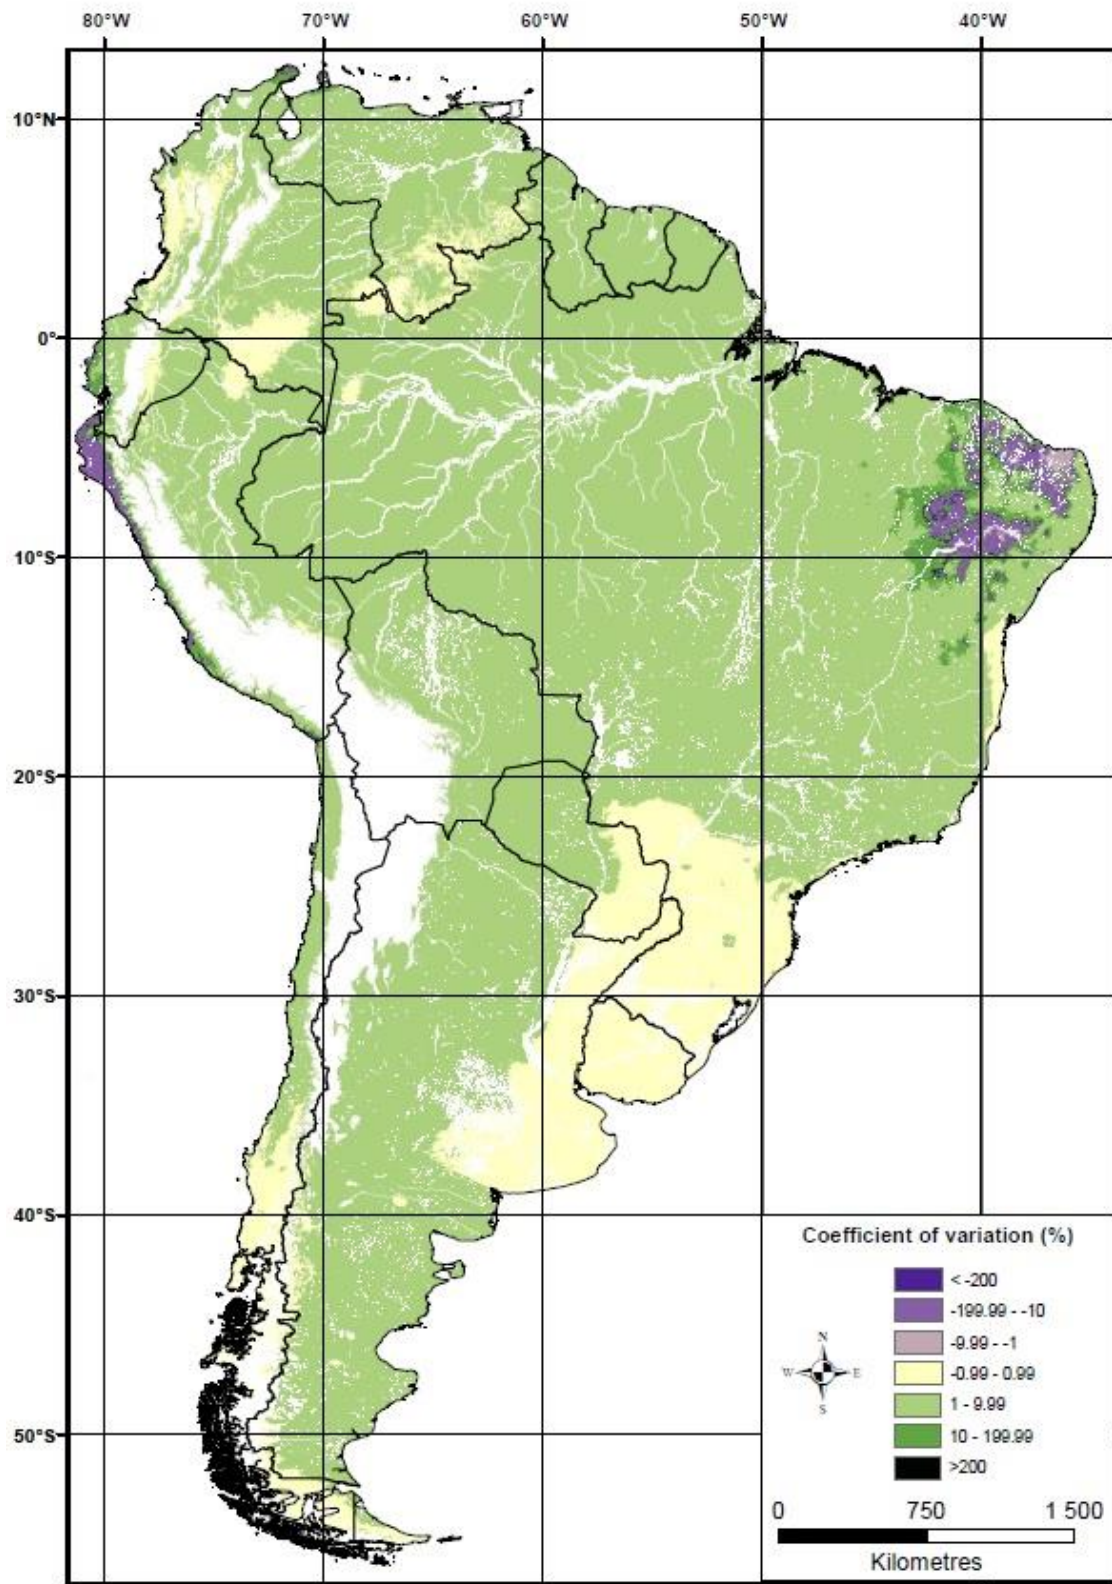 80°W 70°W 60°W 50°W 40°W
10°N
0°
10°S
20°S
30°S
40°S
50°S
Coefficient of variation (%)
< -200
-199.99 - -10
-9.99 - -1
-0.99 - 0.99
1 - 9.99
10 - 199.99
>200
N
W E
S
0 750 1 500
Kilometres